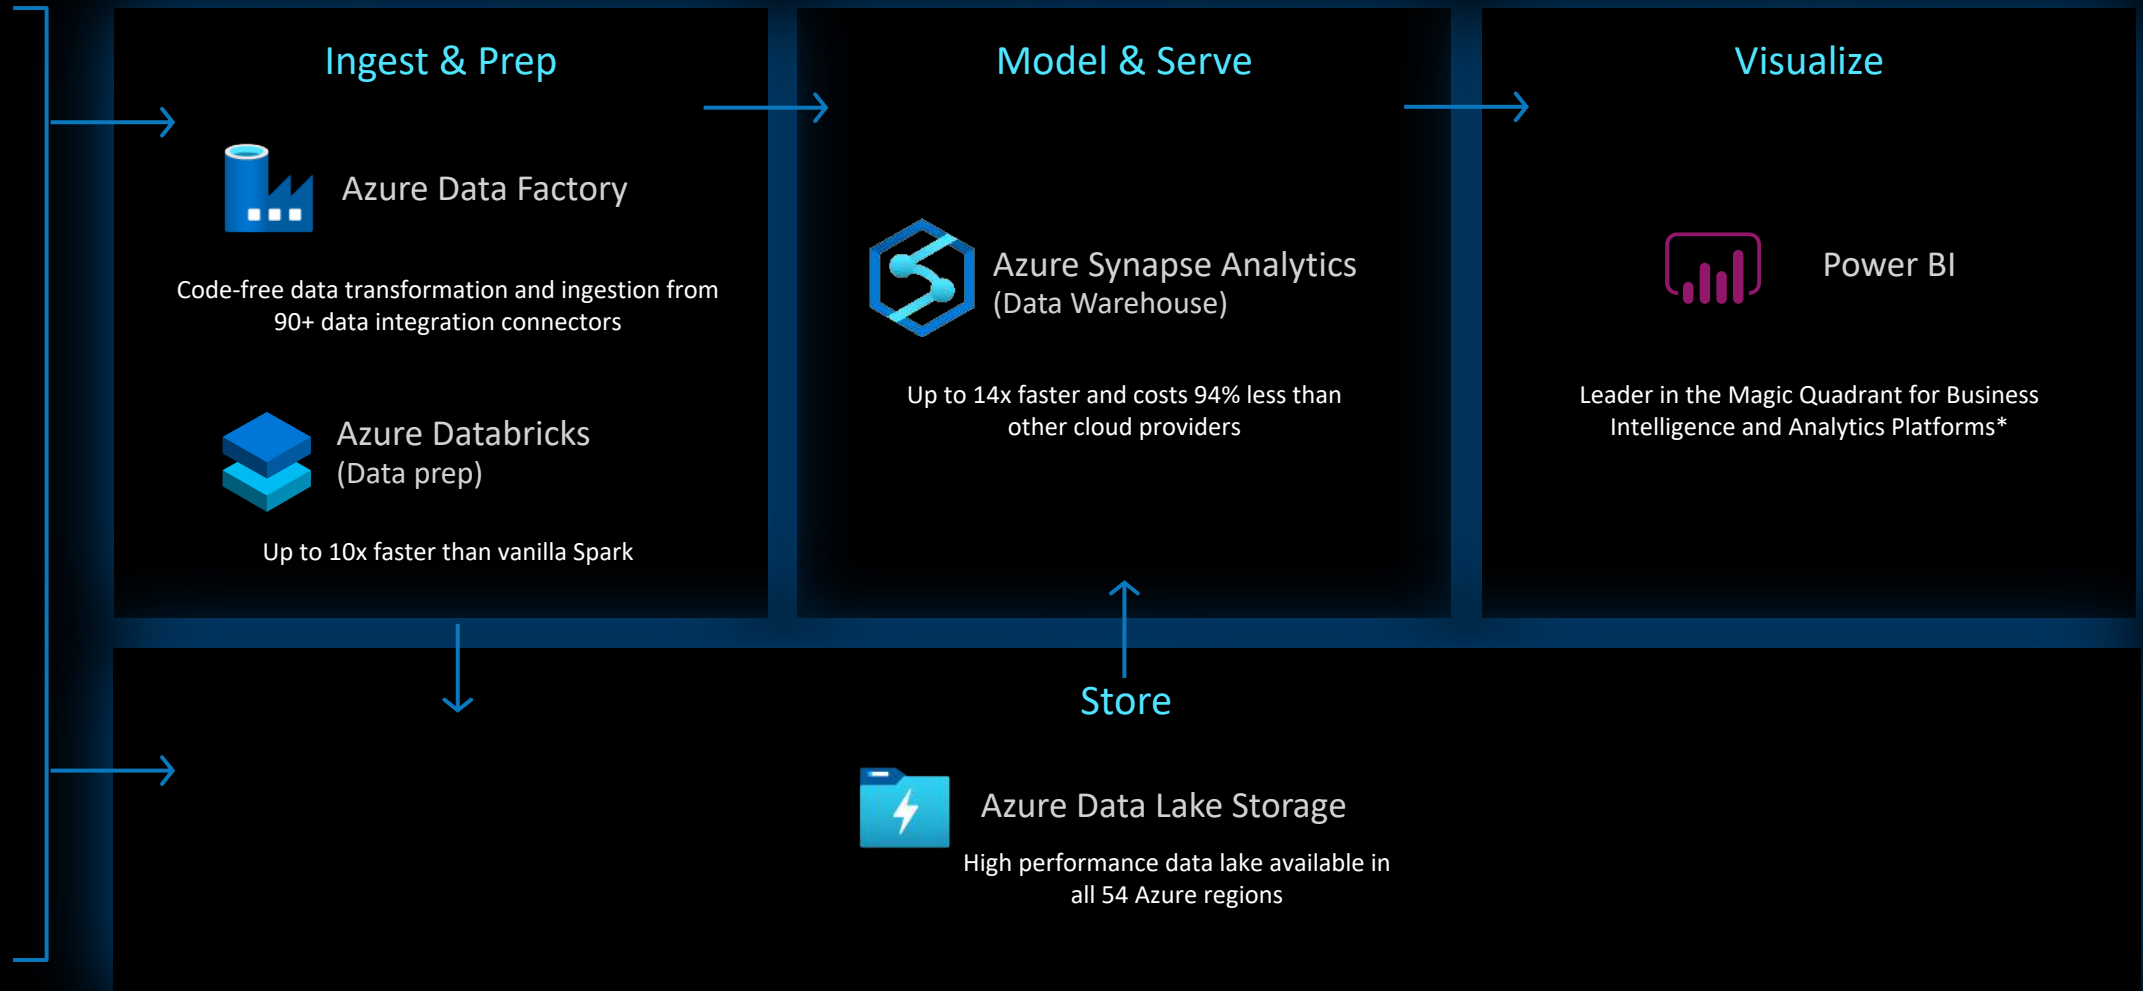 Ingest & Prep
Azure Data Factory
Code-free data transformation and ingestion from
90+ data integration connectors
Azure Databricks
(Data prep)
Up to 10x faster than vanilla Spark
Model & Serve
Azure Synapse Analytics
(Data Warehouse)
Up to 14x faster and costs 94% less than
other cloud providers
Visualize
Power BI
Leader in the Magic Quadrant for Business
Intelligence and Analytics Platforms*
Store
Azure Data Lake Storage
High performance data lake available in
all 54 Azure regions